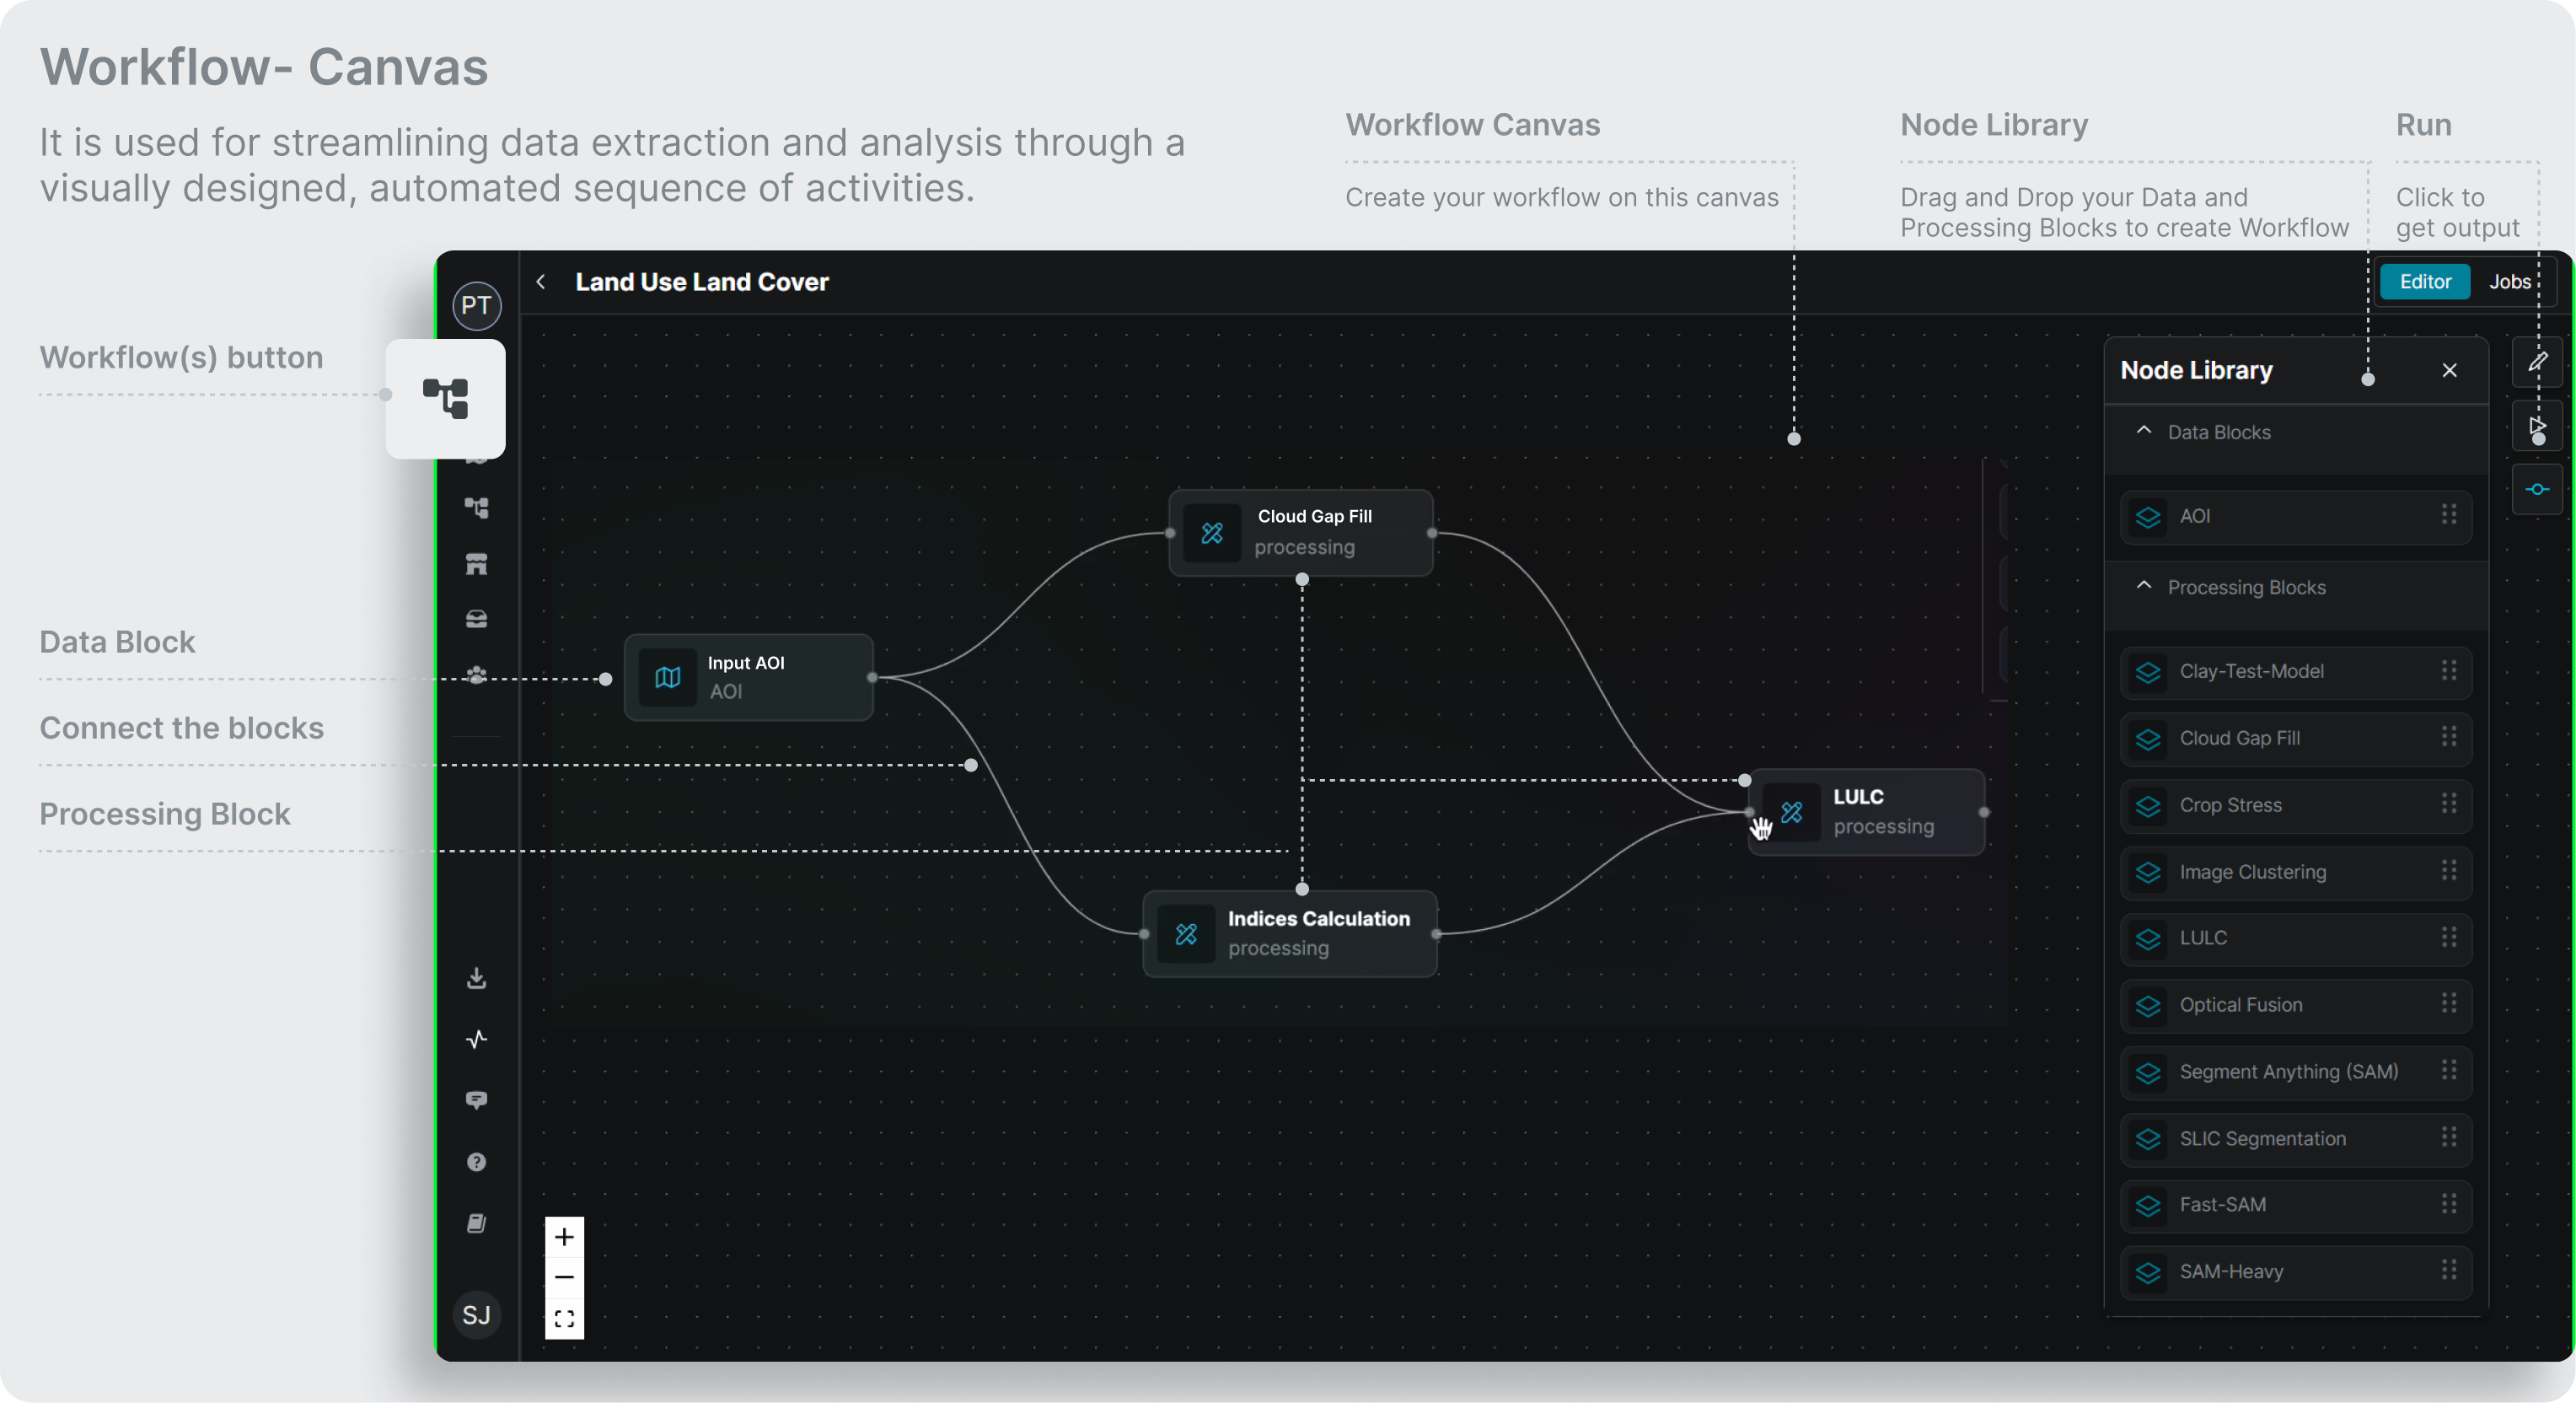 Workflow- Canvas
It is used for streamlining data extraction and analysis through a
visually designed, automated sequence of activities.
Workflow Canvas
Create your workflow on this canvas
Node Library
Drag and Drop your Data and
Processing Blocks to create Workflow
Run
Click to
get output
Workflow(s) button
Data Block
Connect the blocks
Processing Block
PT
Land Use Land Cover
Editor
Jobs
Cloud Gap Fill
processing
Input AOI
AOI
LULC
processing
Indices Calculation
processing
Node Library
Data Blocks
AOI
Processing Blocks
Clay-Test-Model
Cloud Gap Fill
Crop Stress
Image Clustering
LULC
Optical Fusion
Segment Anything (SAM)
SLIC Segmentation
Fast-SAM
SAM-Heavy
SJ